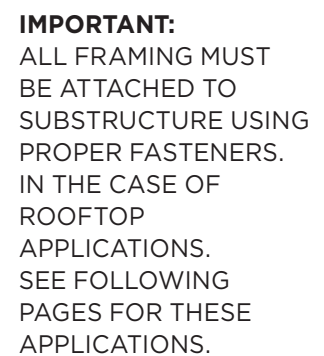 IMPORTANT:
ALL FRAMING MUST
BE ATTACHED TO
SUBSTRUCTURE USING
PROPER FASTENERS.
IN THE CASE OF
ROOFTOP
APPLICATIONS.
SEE FOLLOWING
PAGES FOR THESE
APPLICATIONS.